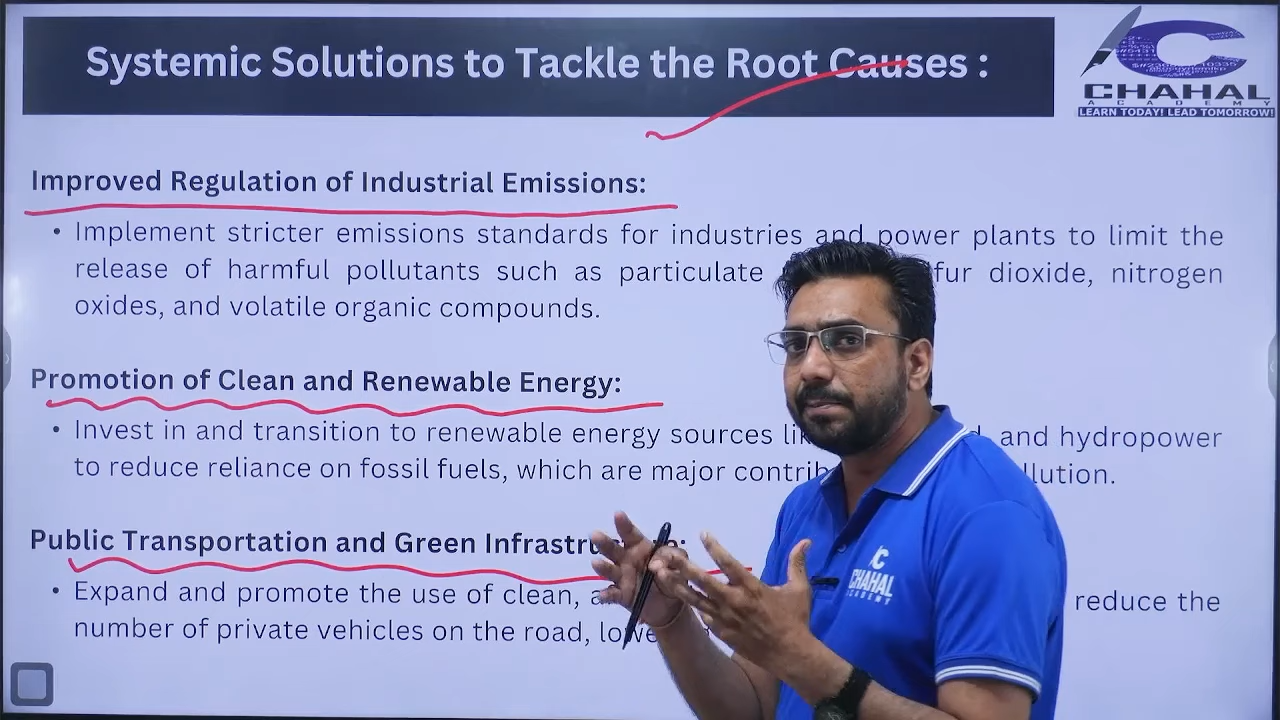 Systemic Solutions to Tackle the Root Causes :
CHAHAL
ACADEMY
LEARN TODAY! LEAD TOMORROW!
Improved Regulation of Industrial Emissions:
• Implement stricter emissions standards for industries and power plants to limit the
release of harmful pollutants such as particulate fur dioxide, nitrogen
oxides, and volatile organic compounds.
Promotion of Clean and Renewable Energy:
• Invest in and transition to renewable energy sources and hydropower
to reduce reliance on fossil fuels, which are major contrib lution.
Public Transportation and Green
• Expand and promote the use of clean, reduce the
number of private vehicles on the road,
CHAHAL
ACADEMY